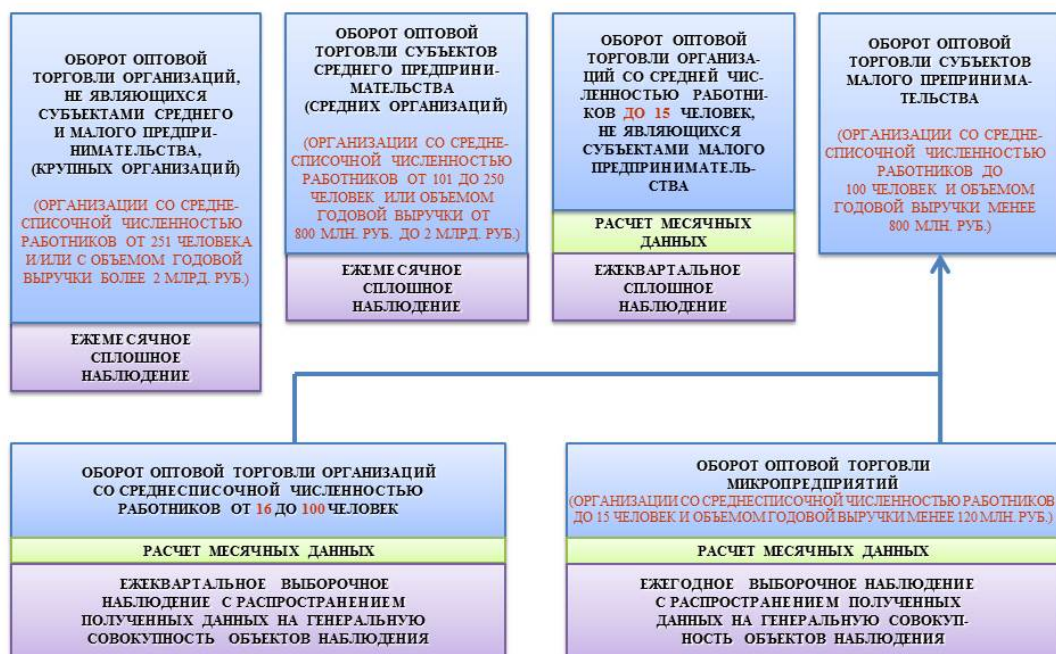 ОБОРОТ ОПТОВОЙ
ТОРГОВЛИ ОРГАНИЗАЦИЙ,
НЕ ЯВЛЯЮЩИХСЯ
СУБЪЕКТАМИ СРЕДНЕГО
И МАЛОГО ПРЕДПРИ-
НИМАТЕЛЬСТВА,
(КРУПНЫХ ОРГАНИЗАЦИЙ)
(ОРГАНИЗАЦИИ СО СРЕДНЕ-
СПИСОЧНОЙ ЧИСЛЕННОСТЬЮ
РАБОТНИКОВ ОТ 251 ЧЕЛОВЕКА
И/ИЛИ С ОБЪЕМОМ ГОДОВОЙ
ВЫРУЧКИ БОЛЕЕ 2 МЛРД. РУБ.)
ЕЖЕМЕСЯЧНОЕ
СПЛОШНОЕ
НАБЛЮДЕНИЕ
ОБОРОТ ОПТОВОЙ
ТОРГОВЛИ СУБЪЕКТОВ
СРЕДНЕГО ПРЕДПРИНИ-
МАТЕЛЬСТВА
(СРЕДНИХ ОРГАНИЗАЦИЙ)
(ОРГАНИЗАЦИИ СО СРЕДНЕ-
СПИСОЧНОЙ ЧИСЛЕННОСТЬЮ
РАБОТНИКОВ ОТ 101 ДО 250
ЧЕЛОВЕК ИЛИ ОБЪЕМОМ
ГОДОВОЙ ВЫРУЧКИ ОТ
800 МЛН. РУБ. ДО 2 МЛРД. РУБ.)
ЕЖЕМЕСЯЧНОЕ
СПЛОШНОЕ
НАБЛЮДЕНИЕ
ОБОРОТ ОПТОВОЙ
ТОРГОВЛИ ОРГАНИЗА-
ЦИЙ СО СРЕДНЕЙ ЧИС-
ЛЕННОСТЬЮ РАБОТНИ-
КОВ ДО 15 ЧЕЛОВЕК,
НЕ ЯВЛЯЮЩИХСЯ
СУБЪЕКТАМИ МАЛОГО
ПРЕДПРИНИМАТЕЛЬ-
СТВА
РАСЧЕТ МЕСЯЧНЫХ
ДАННЫХ
ЕЖЕКВАРТАЛЬНОЕ
СПЛОШНОЕ
НАБЛЮДЕНИЕ
ОБОРОТ ОПТОВОЙ
ТОРГОВЛИ СУБЪЕКТОВ
МАЛОГО ПРЕПРИНИМА-
ТЕЛЬСТВА
(ОРГАНИЗАЦИИ СО СРЕДНЕ-
СПИСОЧНОЙ ЧИСЛЕННОСТЬЮ
РАБОТНИКОВ ДО
100 ЧЕЛОВЕК И ОБЪЕМОМ
ГОДОВОЙ ВЫРУЧКИ МЕНЕЕ
800 МЛН. РУБ.)
ОБОРОТ ОПТОВОЙ ТОРГОВЛИ ОРГАНИЗАЦИЙ
СО СРЕДНЕСПИСОЧНОЙ ЧИСЛЕННОСТЬЮ
РАБОТНИКОВ ОТ 16 ДО 100 ЧЕЛОВЕК
РАСЧЕТ МЕСЯЧНЫХ ДАННЫХ
ЕЖЕКВАРТАЛЬНОЕ ВЫБОРОЧНОЕ
НАБЛЮДЕНИЕ С РАСПРОСТРАНЕНИЕМ
ПОЛУЧЕННЫХ ДАННЫХ НА ГЕНЕРАЛЬНУЮ
СОВОКУПНОСТЬ ОБЪЕКТОВ НАБЛЮДЕНИЯ
ОБОРОТ ОПТОВОЙ ТОРГОВЛИ
МИКРОПРЕДПРИЯТИЙ
(ОРГАНИЗАЦИИ СО СРЕДНЕСПИСОЧНОЙ ЧИСЛЕННОСТЬЮ РАБОТНИКОВ
ДО 15 ЧЕЛОВЕК И ОБЪЕМОМ ГОДОВОЙ ВЫРУЧКИ МЕНЕЕ 120 МЛН. РУБ.)
РАСЧЕТ МЕСЯЧНЫХ ДАННЫХ
ЕЖЕГОДНОЕ ВЫБОРОЧНОЕ НАБЛЮДЕНИЕ
С РАСПРОСТРАНЕНИЕМ ПОЛУЧЕННЫХ
ДАННЫХ НА ГЕНЕРАЛЬНУЮ СОВОКУП-
НОСТЬ ОБЪЕКТОВ НАБЛЮДЕНИЯ